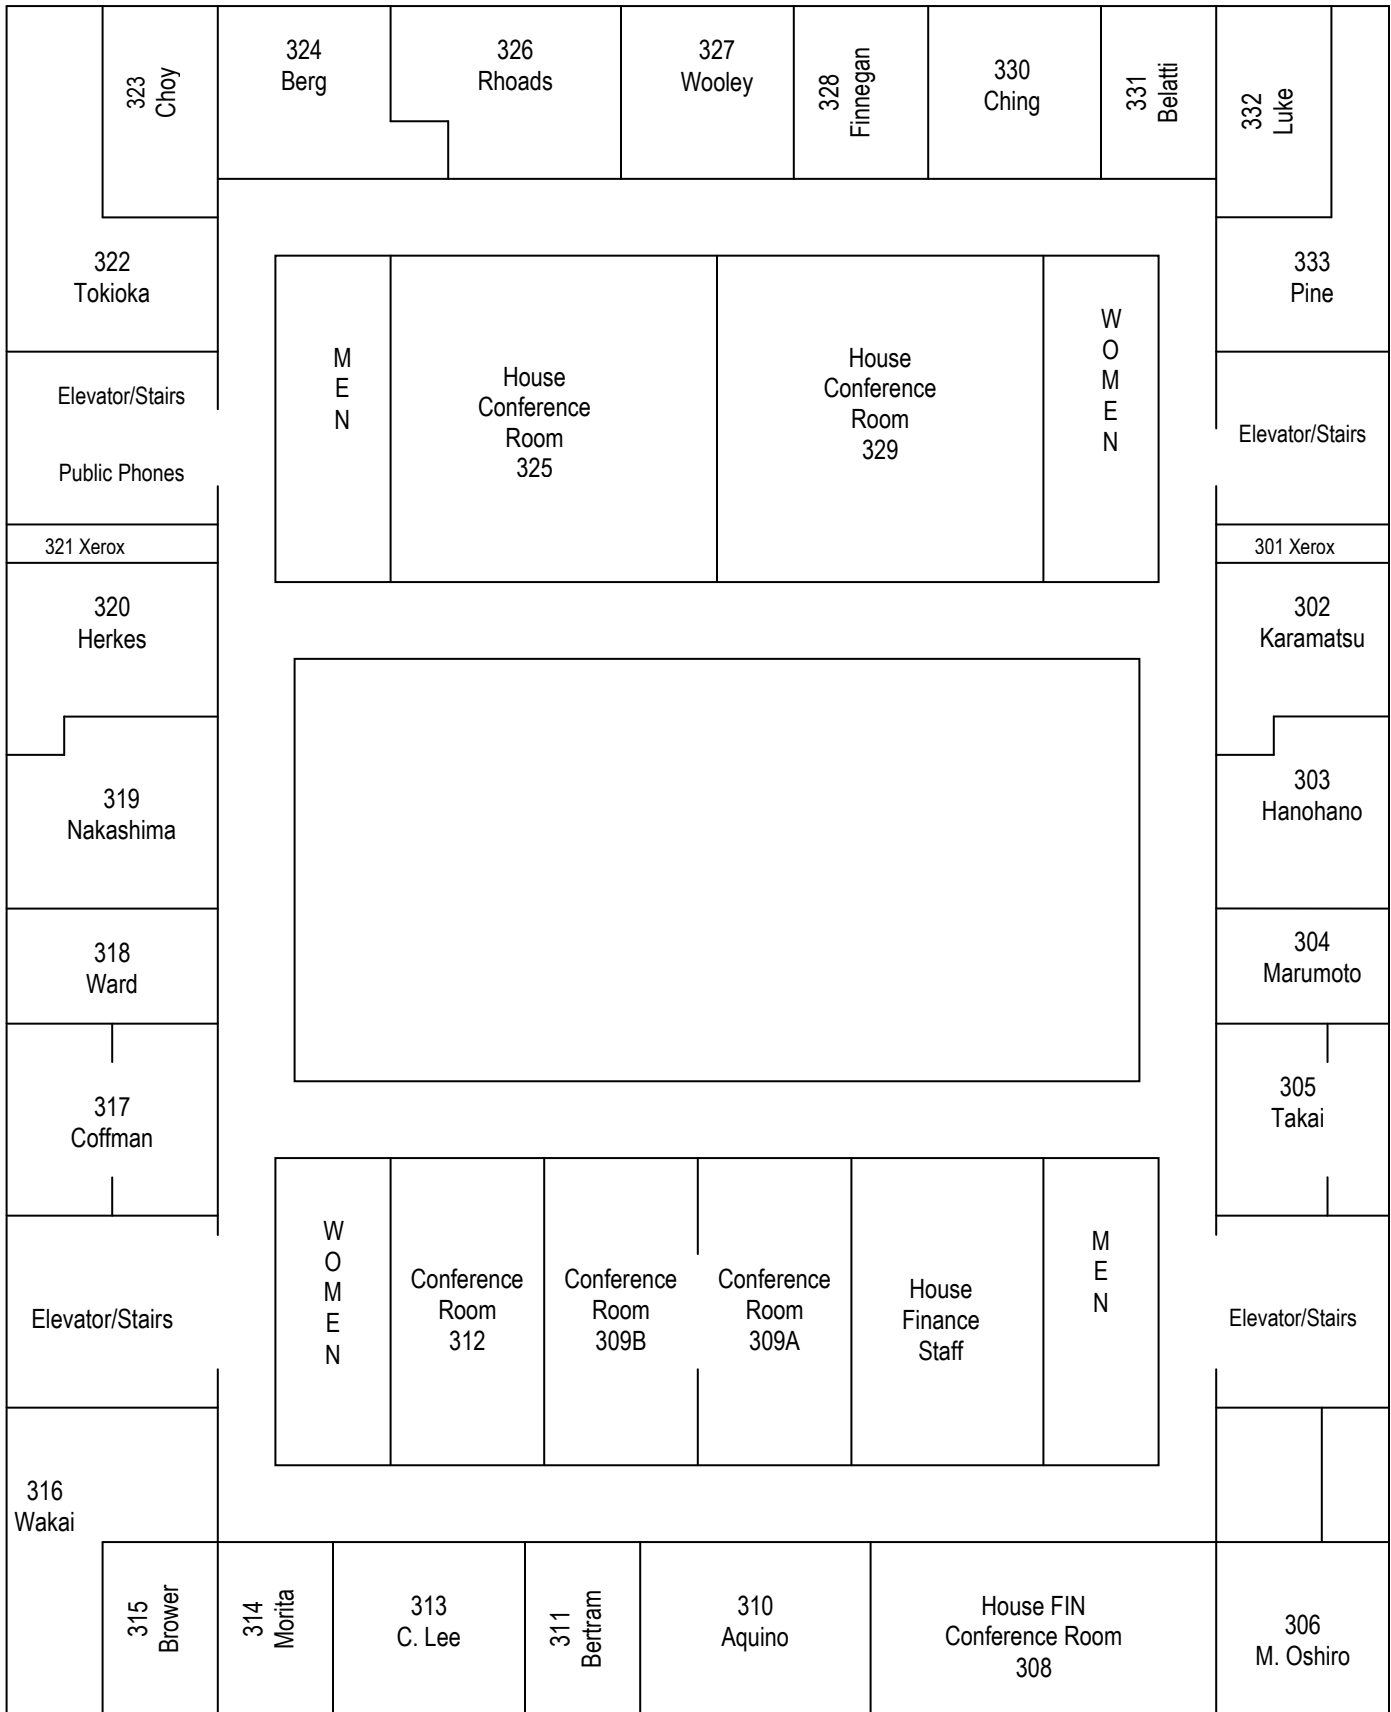 323
Choy
324
Berg
326
Rhoads
327
Wooley
328
Finnegan
330
Ching
331
Belatti
332
Luke
322
Tokioka
333
Pine
MEN
House
Conference
Room
325
House
Conference
Room
329
WOMEN
Elevator/Stairs
Public Phones
Elevator/Stairs
321 Xerox
301 Xerox
320
Herkes
302
Karamatsu
319
Nakashima
303
Hanohano
318
Ward
304
Marumoto
317
Coffman
305
Takai
WOMEN
Conference
Room
312
Conference
Room
309B
Conference
Room
309A
House
Finance
Staff
MEN
Elevator/Stairs
Elevator/Stairs
316
Wakai
315
Brower
314
Morita
313
C. Lee
311
Bertram
310
Aquino
House FIN
Conference Room
308
306
M. Oshiro